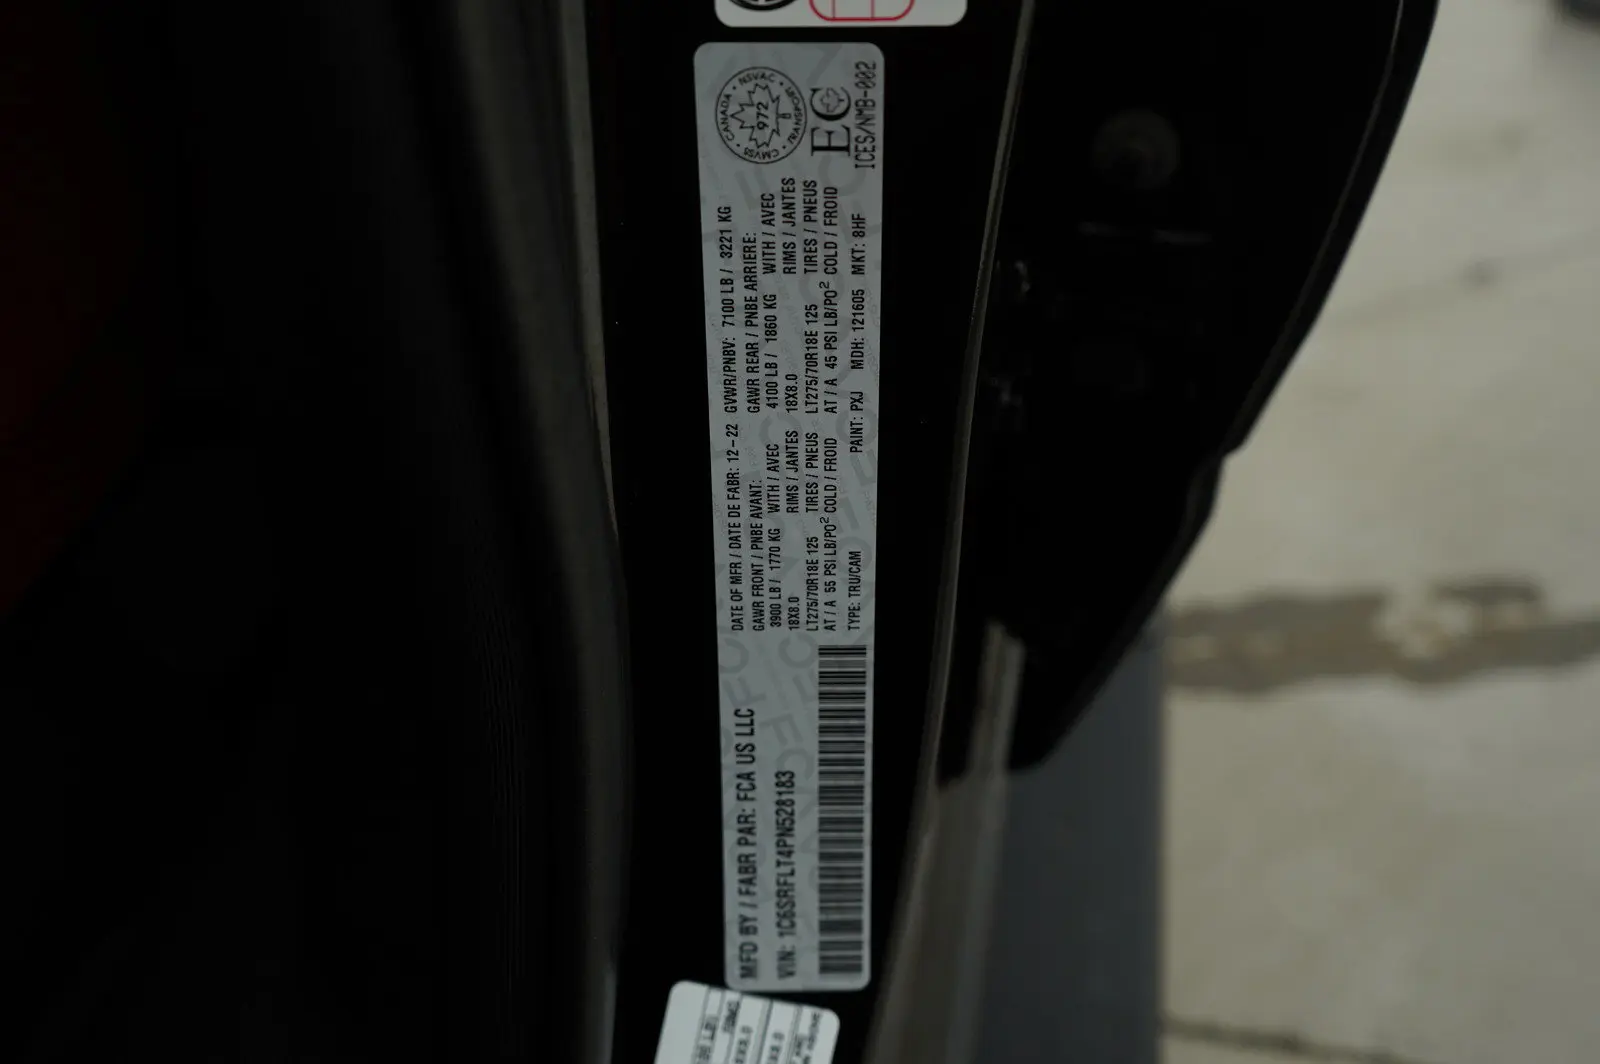 MFD BY / FABR PAR: FCA US LLC
VIN: 1C6SRFLT4PN528183
DATE OF MFR / DATE DE FABR: 12-22 GVWR/PNBV: 7100 LB / 3221 KG
GAWR FRONT / PNBE AVANT: GAWR REAR / PNBE ARRIERE:
3900 LB / 1770 KG WITH / AVEC 4100 LB / 1860 KG WITH / AVEC
18X8.0 RIMS / JANTES 18X8.0 RIMS / JANTES
LT275/70R18E 125 TIRES / PNEUS LT275/70R18E 125 TIRES / PNEUS
AT / A 55 PSI LB/PO² COLD / FROID AT / A 45 PSI LB/PO² COLD / FROID
TYPE: TRU/CAM PAINT: PXJ MDH: 121605 MKT: 8HF
CANADA · NSVAC · TRANSPORT · CMVSS
972
8
EC
ICES/NMB-002